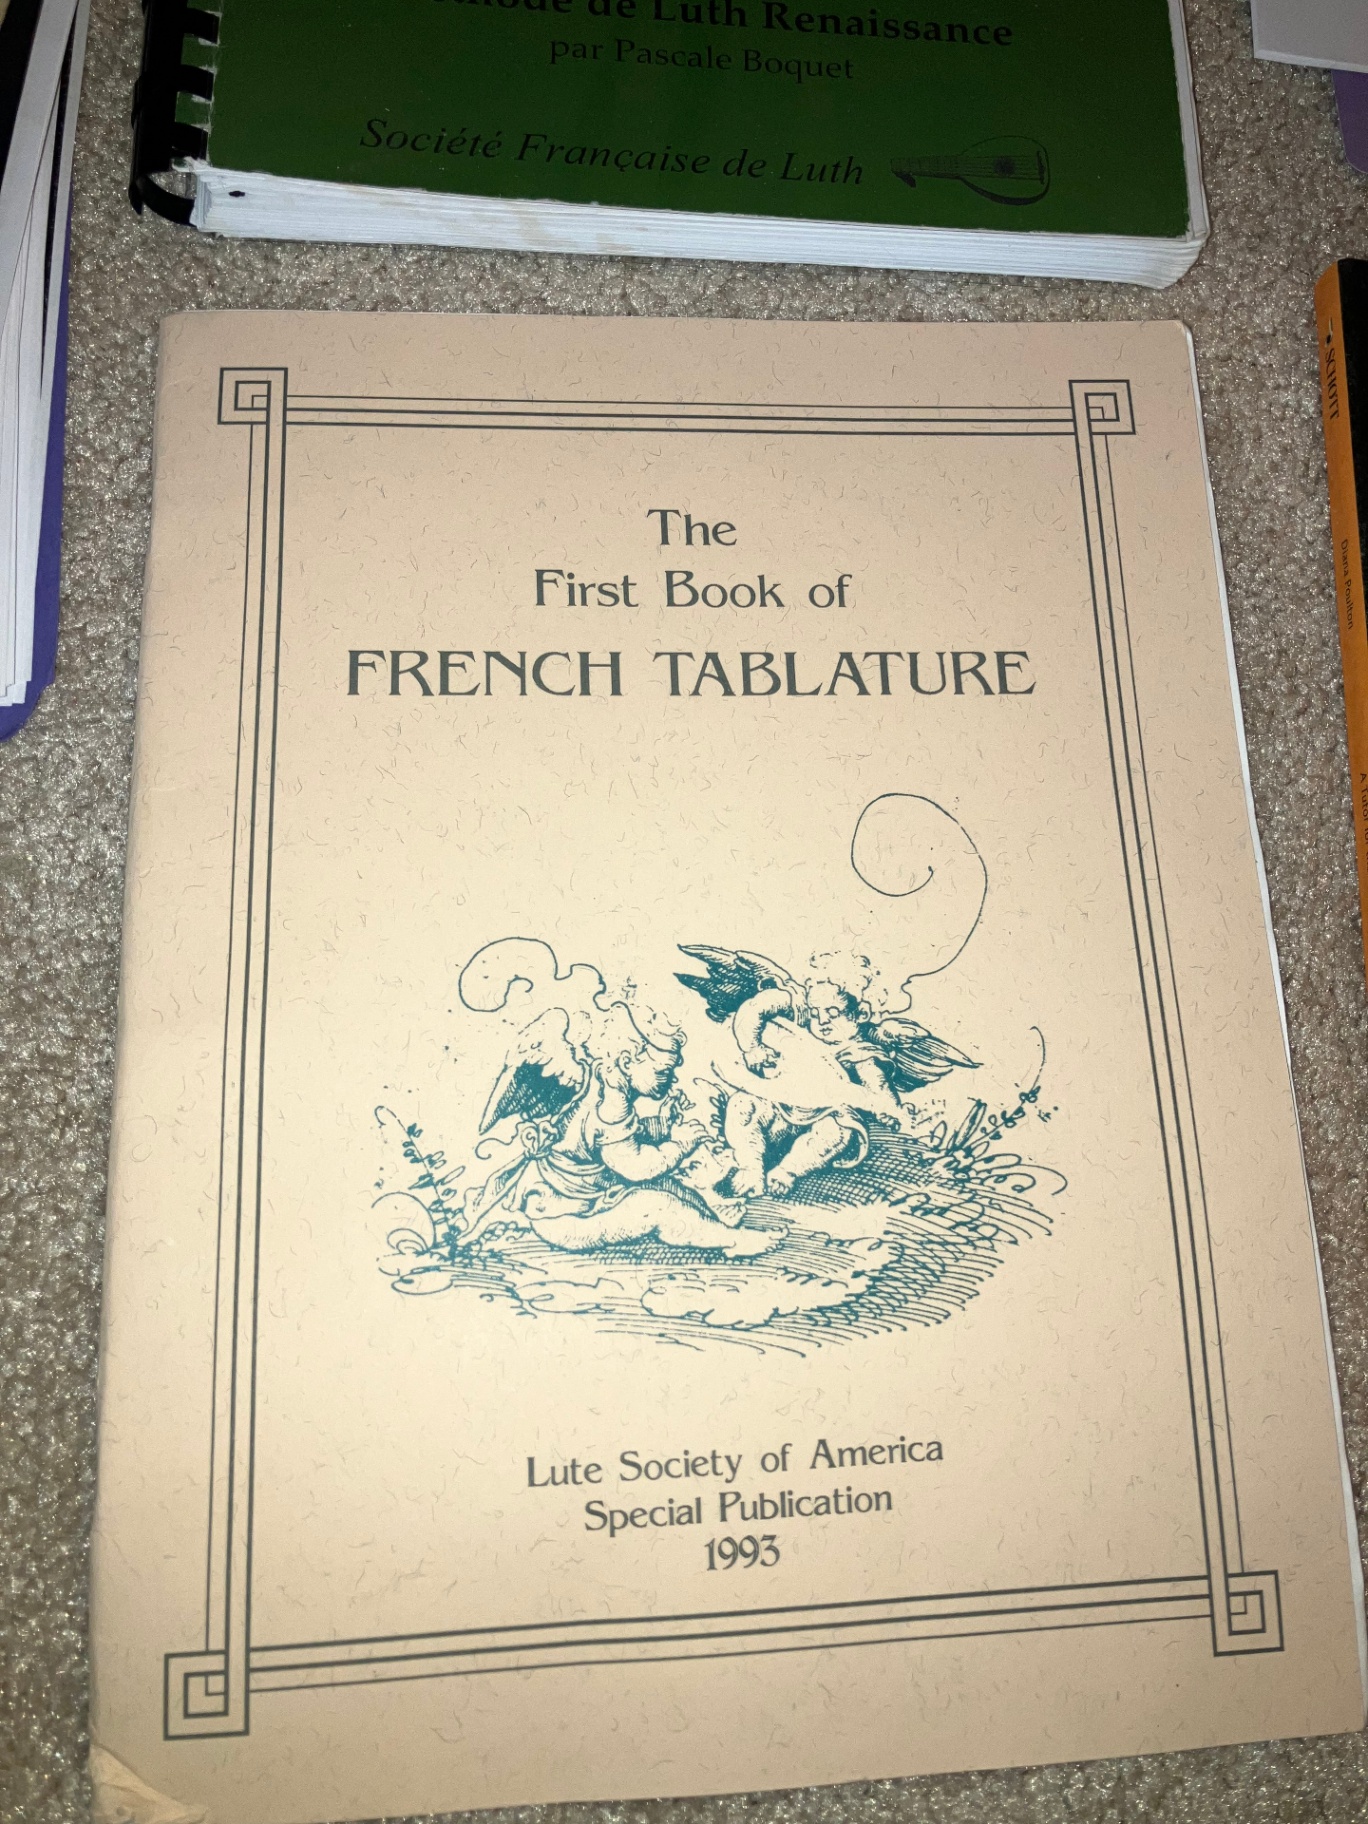 de Luth Renaissance
par Pascale Boquet
Société Française de Luth
The
First Book of
FRENCH TABLATURE
Lute Society of America
Special Publication
1993
SCHOTT
Diana Poulton